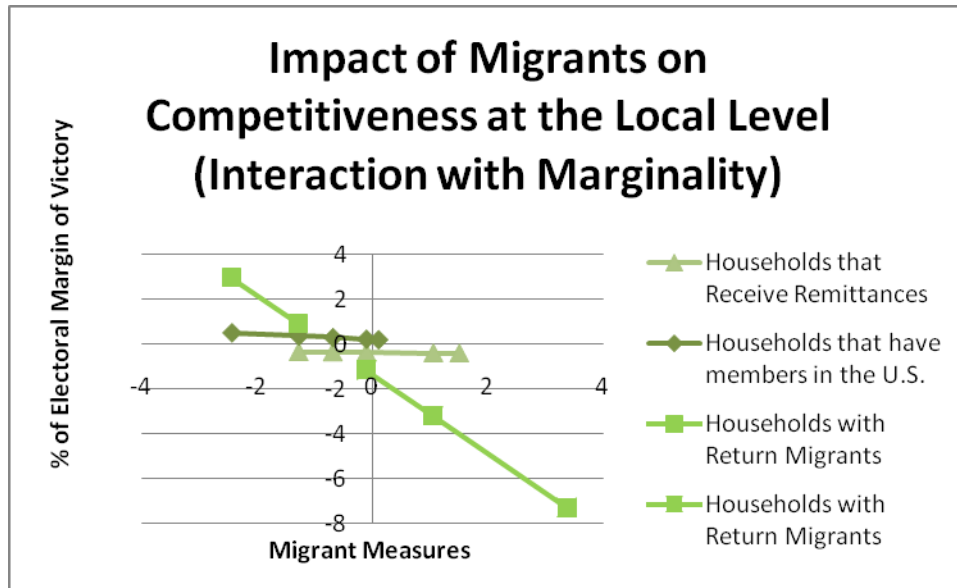 Impact of Migrants on
Competitiveness at the Local Level
(Interaction with Marginality)
% of Electoral Margin of Victory
4
2
0
-2
-4
-6
-8
-4
-2
0
2
4
Migrant Measures
Households that
Receive Remittances
Households that have
members in the U.S.
Households with
Return Migrants
Households with
Return Migrants